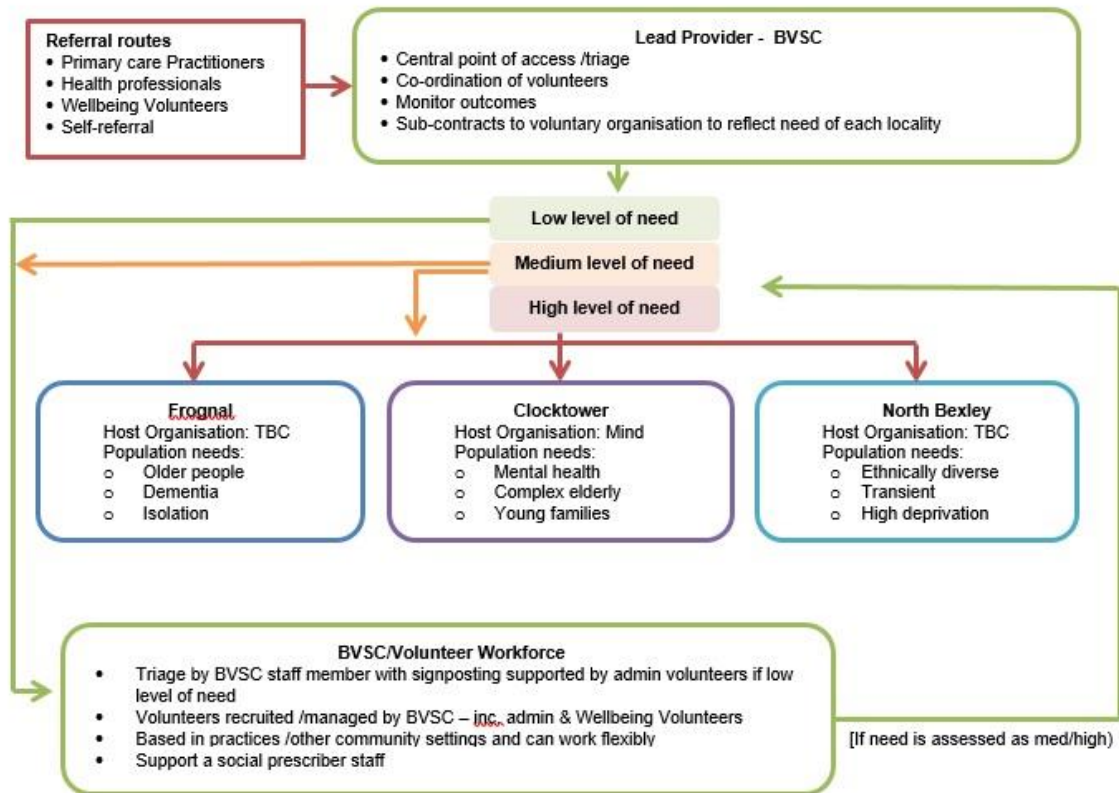 Referral routes
• Primary care Practitioners
• Health professionals
• Wellbeing Volunteers
• Self-referral
Lead Provider - BVSC
• Central point of access /triage
• Co-ordination of volunteers
• Monitor outcomes
• Sub-contracts to voluntary organisation to reflect need of each locality
Low level of need
Medium level of need
High level of need
Frognal
Host Organisation: TBC
Population needs:
o Older people
o Dementia
o Isolation
Clocktower
Host Organisation: Mind
Population needs:
o Mental health
o Complex elderly
o Young families
North Bexley
Host Organisation: TBC
Population needs:
o Ethnically diverse
o Transient
o High deprivation
BVSC/Volunteer Workforce
• Triage by BVSC staff member with signposting supported by admin volunteers if low
level of need
• Volunteers recruited /managed by BVSC – inc. admin & Wellbeing Volunteers
• Based in practices /other community settings and can work flexibly
• Support a social prescriber staff
[If need is assessed as med/high)